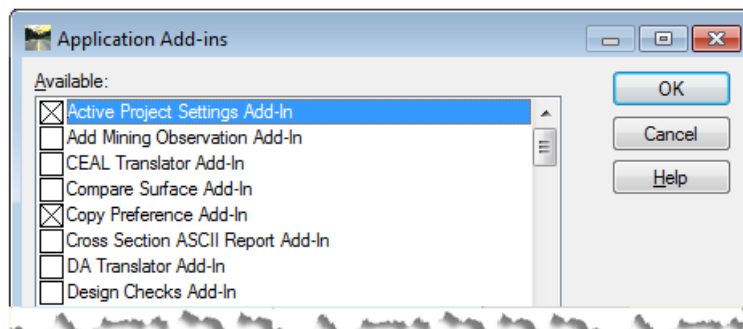 Application Add-ins
Available:
Active Project Settings Add-In
Add Mining Observation Add-In
CEAL Translator Add-In
Compare Surface Add-In
Copy Preference Add-In
Cross Section ASCII Report Add-In
DA Translator Add-In
Design Checks Add-In
OK
Cancel
Help